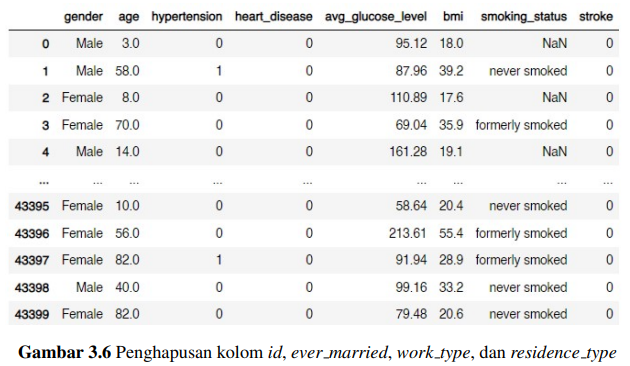 gender age hypertension heart_disease avg_glucose_level bmi smoking_status stroke
0 Male 3.0 0 0 95.12 18.0 NaN 0
1 Male 58.0 1 0 87.96 39.2 never smoked 0
2 Female 8.0 0 0 110.89 17.6 NaN 0
3 Female 70.0 0 0 69.04 35.9 formerly smoked 0
4 Male 14.0 0 0 161.28 19.1 NaN 0
... ... ... ... ... ... ... ... ...
43395 Female 10.0 0 0 58.64 20.4 never smoked 0
43396 Female 56.0 0 0 213.61 55.4 formerly smoked 0
43397 Female 82.0 1 0 91.94 28.9 formerly smoked 0
43398 Male 40.0 0 0 99.16 33.2 never smoked 0
43399 Female 82.0 0 0 79.48 20.6 never smoked 0
Gambar 3.6 Penghapusan kolom id, ever_married, work_type, dan residence_type